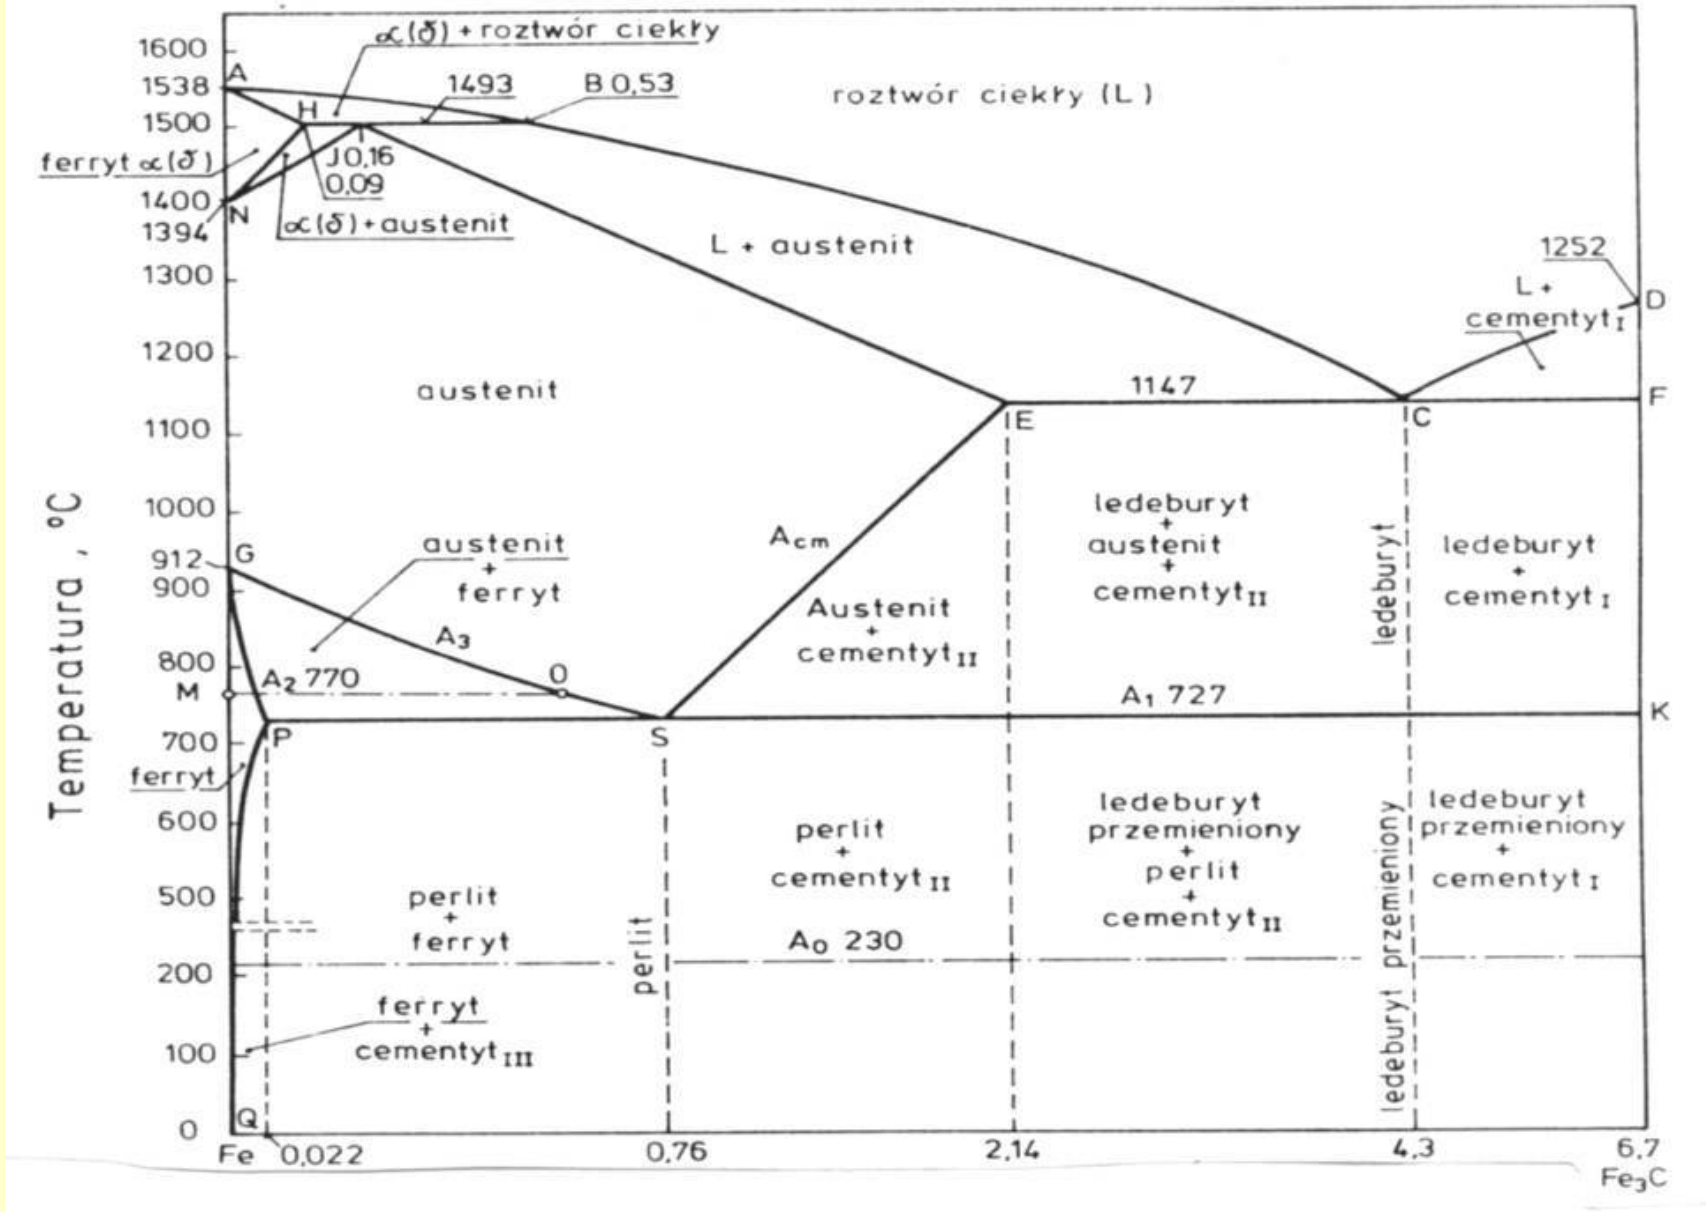 α(δ) + roztwór ciekły
1600
A
1538
1493
B 0,53
roztwór ciekły (L)
H
1500
ferryt α(δ)
J 0,16
0,09
1400
N
α(δ) + austenit
1394
L + austenit
1252
1300
D
L +
cementyt I
1200
austenit
1147
F
1100
E
C
Temperatura, °C
1000
ledeburyt
+
austenit
+
cementyt II
ledeburyt
ledeburyt
+
cementyt I
912
G
austenit
+
ferryt
Acm
900
Austenit
+
cementyt II
A3
800
M
A2 770
O
A1 727
K
700
P
S
ferryt
600
perlit
+
cementyt II
ledeburyt
przemieniony
+
perlit
+
cementyt II
ledeburyt przemieniony
ledeburyt
przemieniony
+
cementyt I
500
perlit
+
ferryt
perlit
A0 230
200
ferryt
+
cementyt III
100
Q
0
Fe
0,022
0,76
2,14
4,3
6,7
Fe3C